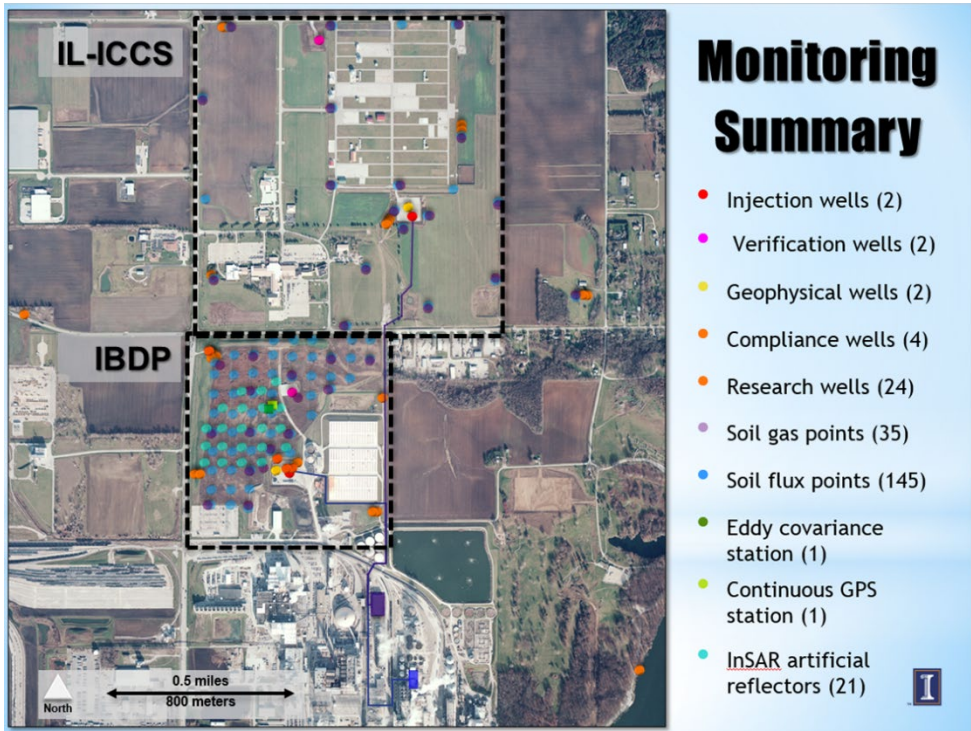 IL-ICCS
IBDP
0.5 miles
800 meters
North
Monitoring
Summary
Injection wells (2)
Verification wells (2)
Geophysical wells (2)
Compliance wells (4)
Research wells (24)
Soil gas points (35)
Soil flux points (145)
Eddy covariance
station (1)
Continuous GPS
station (1)
InSAR artificial
reflectors (21)
I